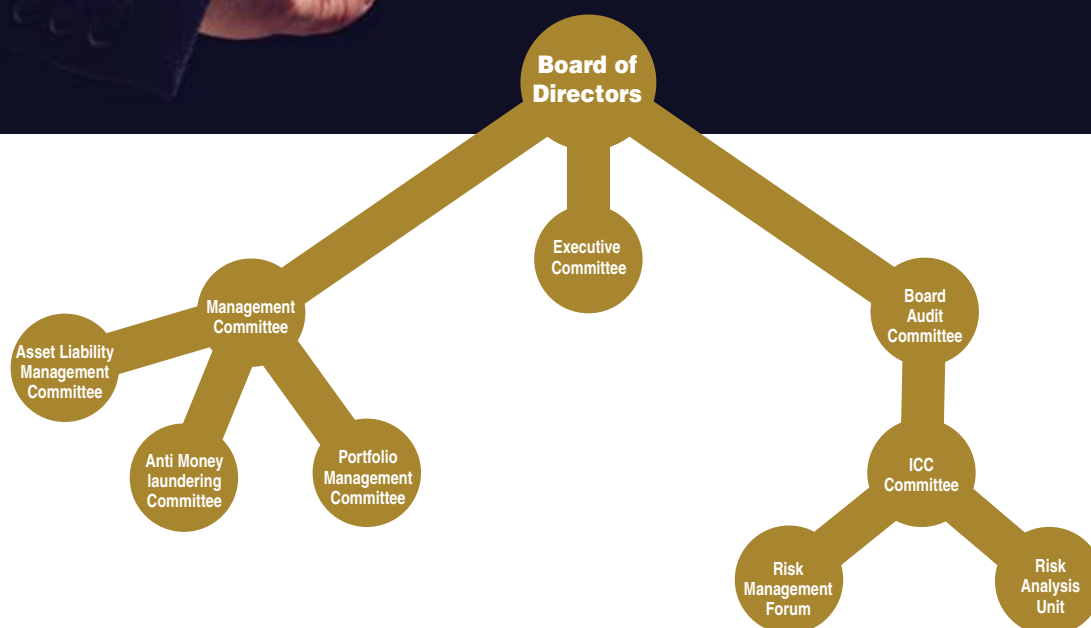 Board of
Directors
Executive
Committee
Management
Committee
Board
Audit
Committee
Asset Liability
Management
Committee
Anti Money
laundering
Committee
Portfolio
Management
Committee
ICC
Committee
Risk
Management
Forum
Risk
Analysis
Unit